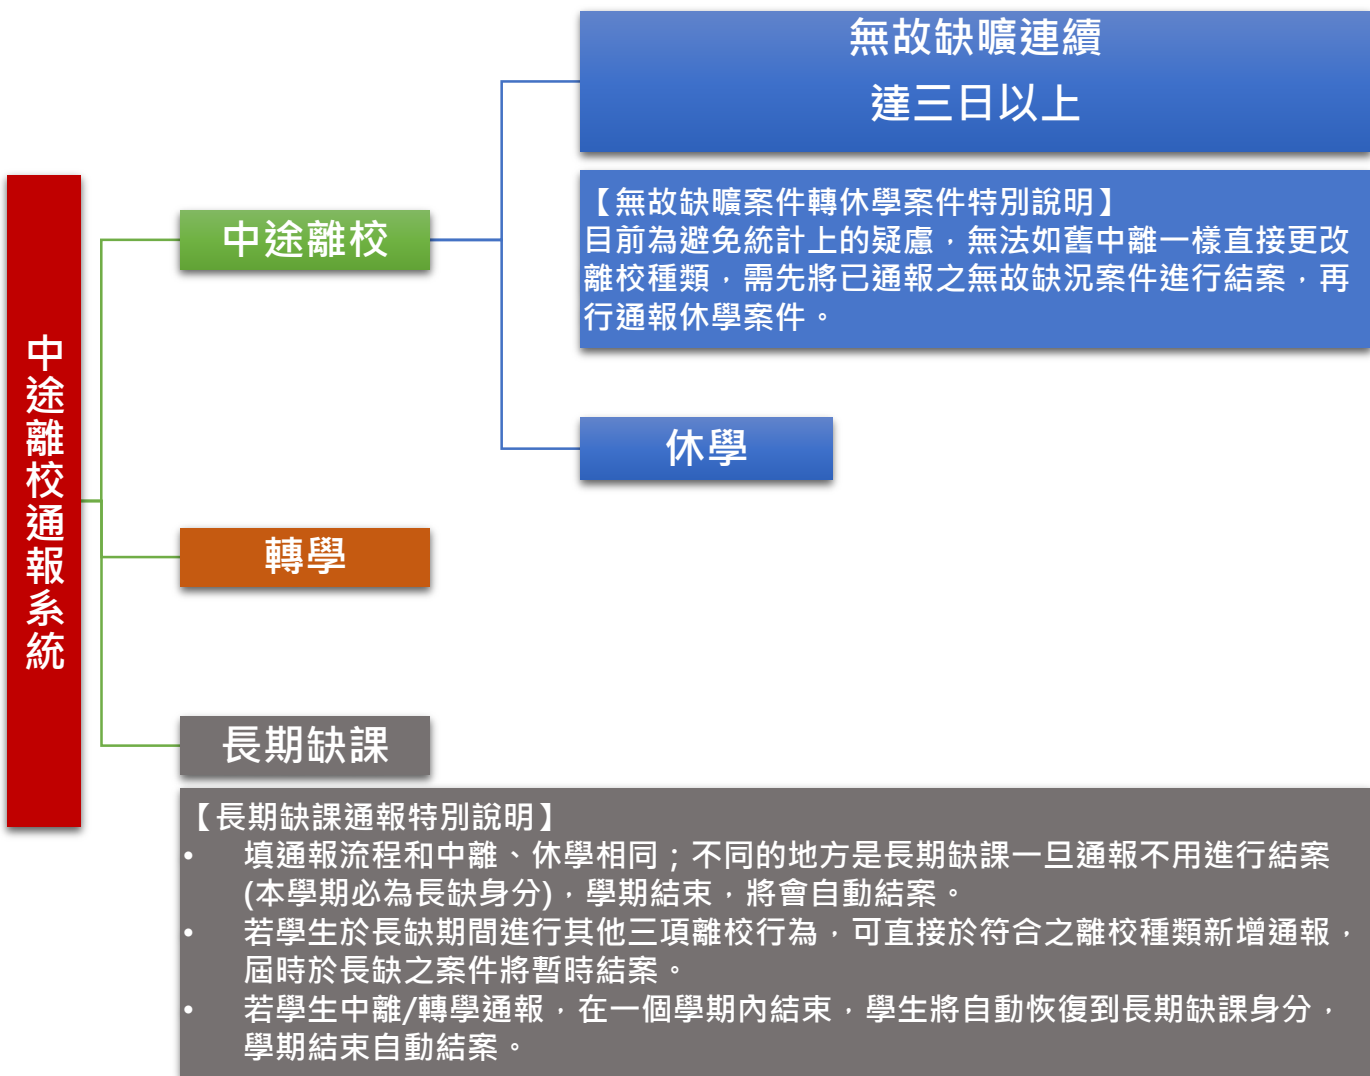 中途離校通報系統
中途離校
無故缺曠連續
達三日以上
【無故缺曠案件轉休學案件特別說明】
目前為避免統計上的疑慮，無法如舊中離一樣直接更改
離校種類，需先將已通報之無故缺況案件進行結案，再
行通報休學案件。
休學
轉學
長期缺課
【長期缺課通報特別說明】
• 填通報流程和中離、休學相同；不同的地方是長期缺課一旦通報不用進行結案
(本學期必為長缺身分)，學期結束，將會自動結案。
• 若學生於長缺期間進行其他三項離校行為，可直接於符合之離校種類新增通報，
屆時於長缺之案件將暫時結案。
• 若學生中離/轉學通報，在一個學期內結束，學生將自動恢復到長期缺課身分，
學期結束自動結案。